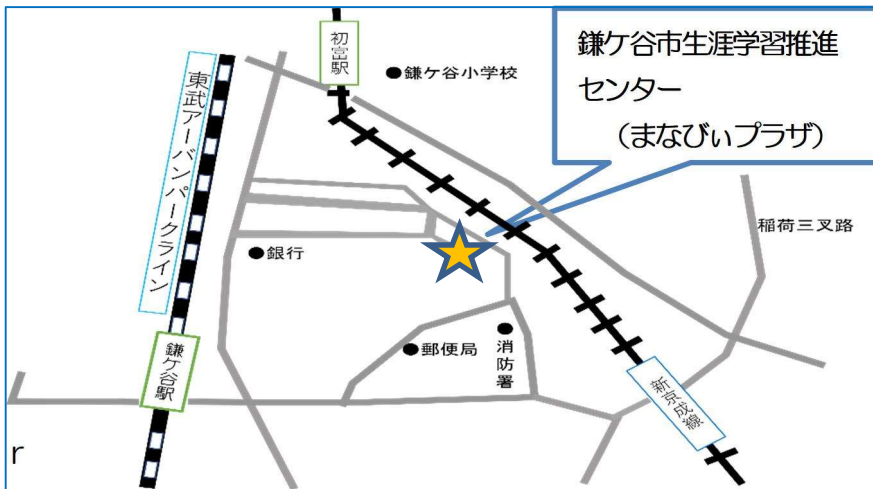 初富駅
鎌ケ谷小学校
鎌ケ谷市生涯学習推進
センター
(まなびぃプラザ)
東武アーバンパークライン
稲荷三叉路
銀行
鎌ケ谷駅
郵便局
消防署
新京成線
r